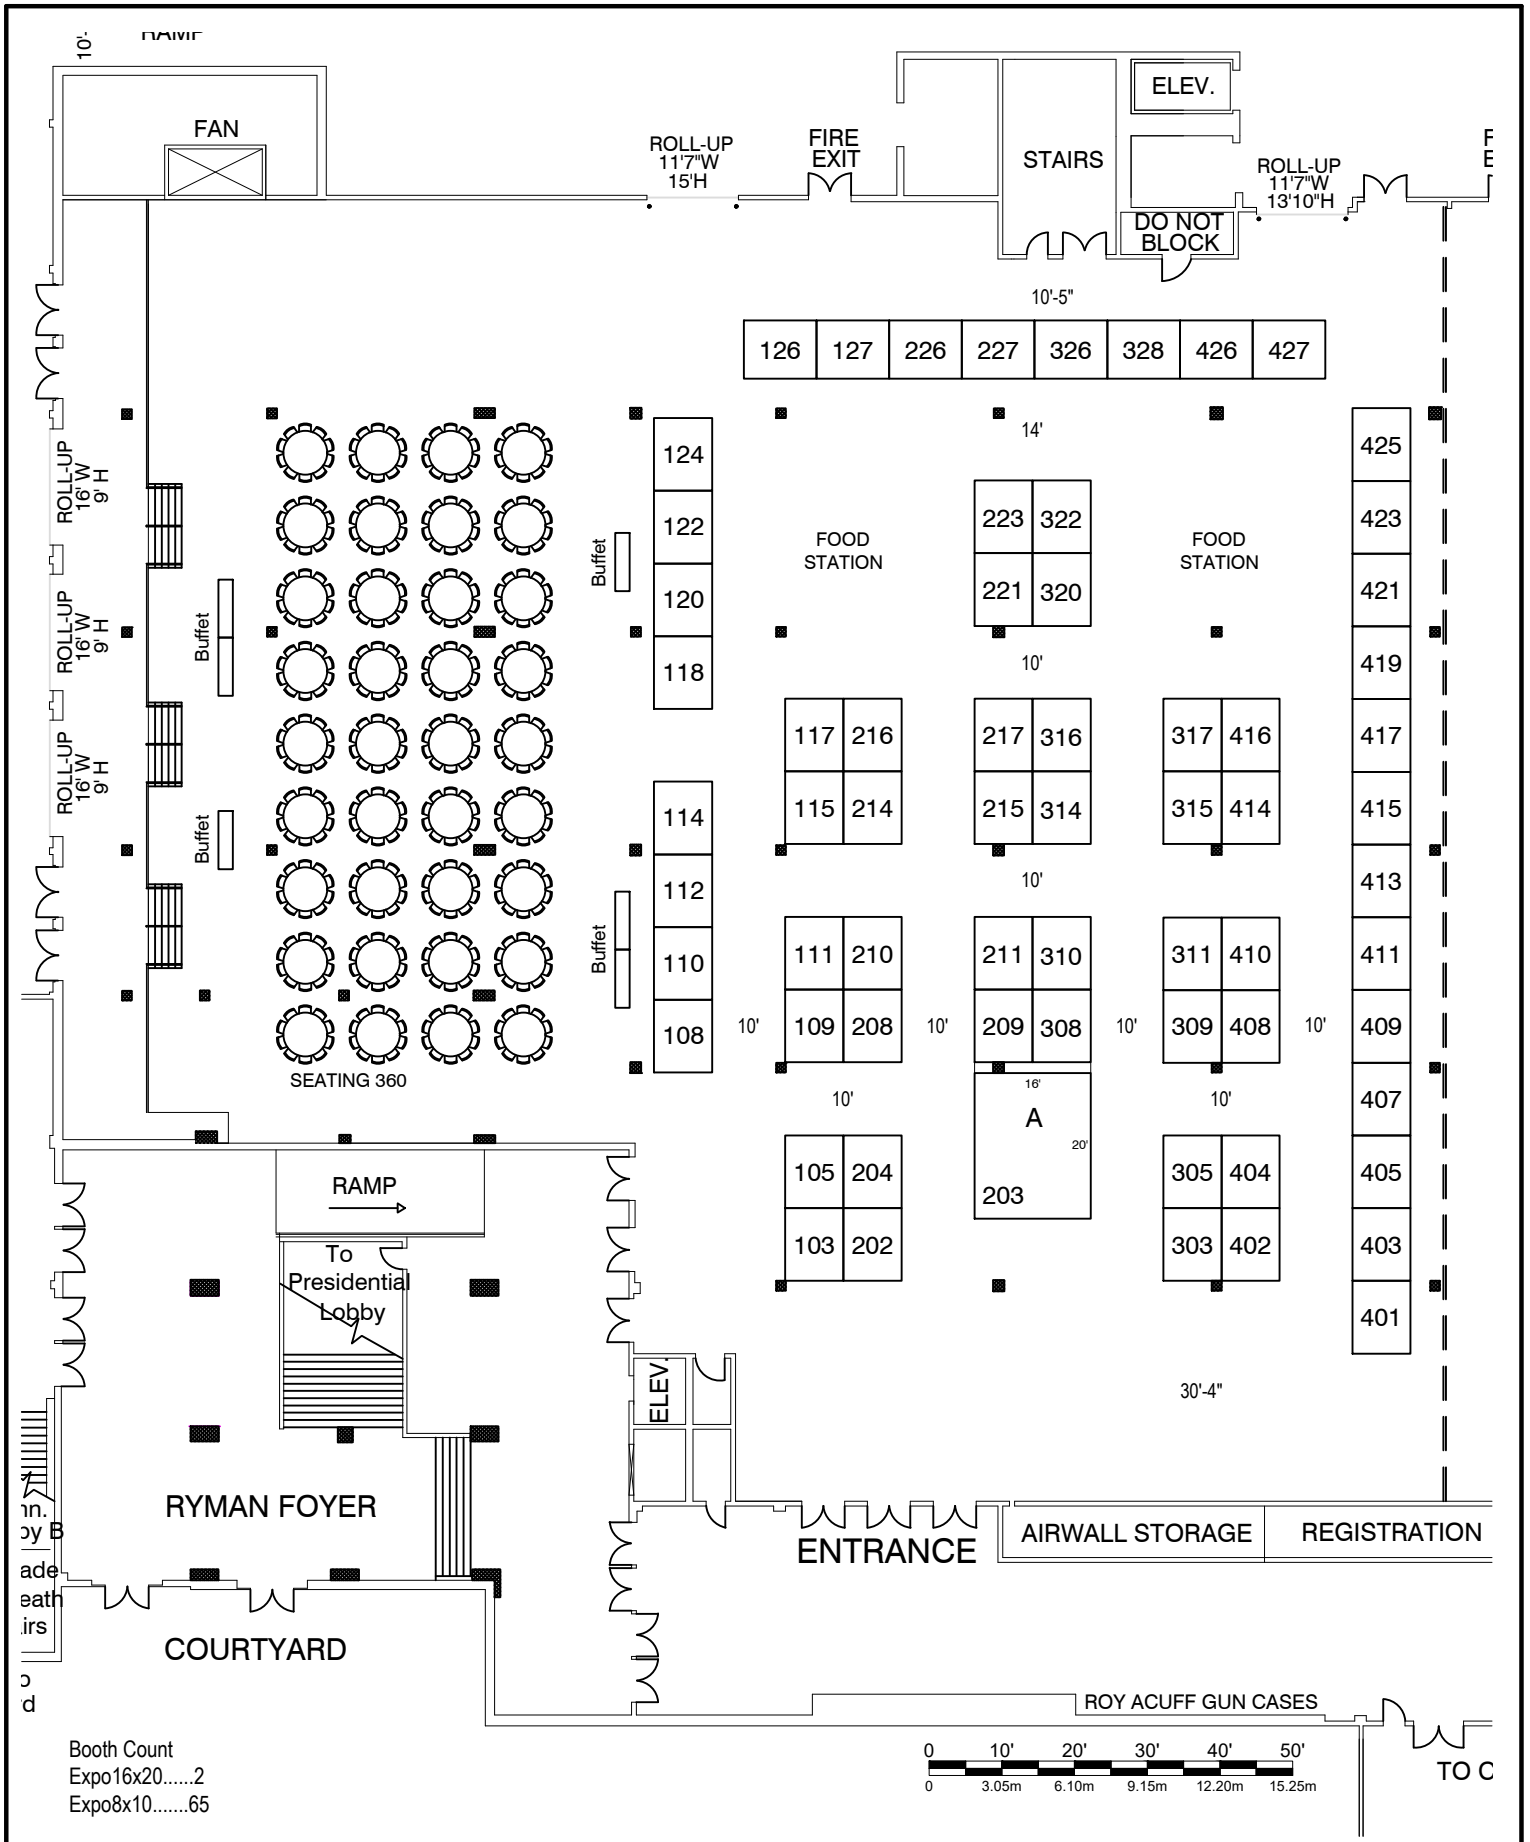 RAMP
10'-
FAN
ELEV.
ROLL-UP
11'7"W
15'H
FIRE
EXIT
STAIRS
ROLL-UP
11'7"W
13'10"H
DO NOT
BLOCK
10'-5"
126 127 226 227 326 328 426 427
14'
ROLL-UP
16' W
9' H
ROLL-UP
16' W
9' H
ROLL-UP
16' W
9' H
Buffet
Buffet
Buffet
Buffet
124
122
120
118
114
112
110
108
FOOD
STATION
FOOD
STATION
223 322
221 320
10'
117 216
115 214
217 316
215 314
317 416
315 414
10'
111 210
109 208
211 310
209 308
311 410
309 408
10' 10' 10' 10'
10'
16'
A
20'
203
10'
105 204
103 202
305 404
303 402
425
423
421
419
417
415
413
411
409
407
405
403
401
SEATING 360
RAMP
To
Presidential
Lobby
ELEV.
30'-4"
RYMAN FOYER
nn.
by B
ade
eath
irs
ENTRANCE
AIRWALL STORAGE
REGISTRATION
COURTYARD
ROY ACUFF GUN CASES
Booth Count
Expo16x20......2
Expo8x10.......65
0 10' 20' 30' 40' 50'
0 3.05m 6.10m 9.15m 12.20m 15.25m
TO C